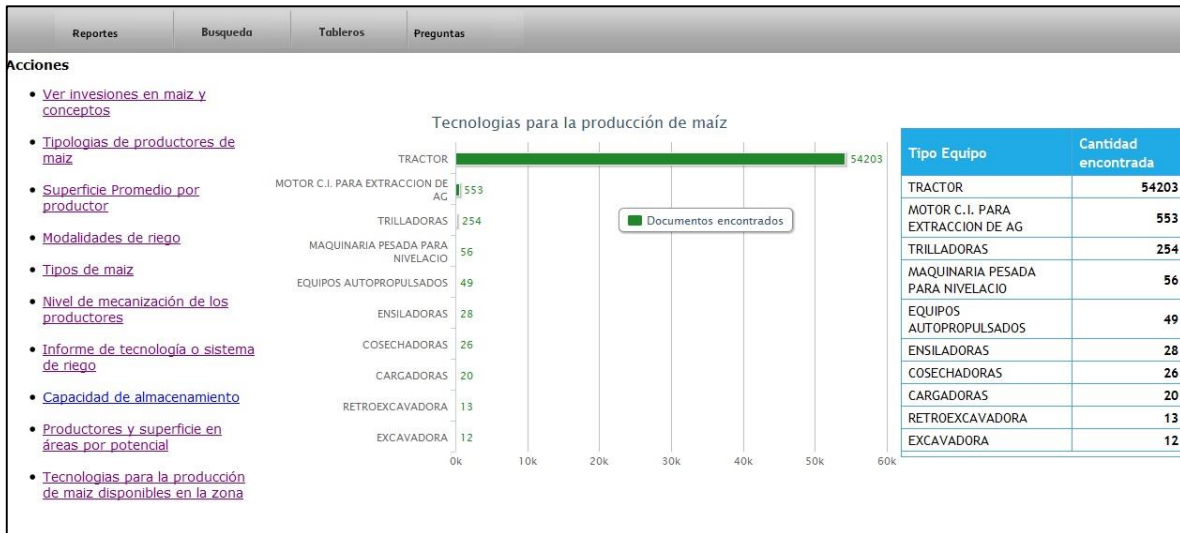 Reportes
Busqueda
Tableros
Preguntas
Acciones
Ver invesiones en maiz y
conceptos
Tipologias de productores de
maiz
Superficie Promedio por
productor
Modalidades de riego
Tipos de maiz
Nivel de mecanización de los
productores
Informe de tecnología o sistema
de riego
Capacidad de almacenamiento
Productores y superficie en
áreas por potencial
Tecnologias para la producción
de maiz disponibles en la zona
Tecnologias para la producción de maíz
TRACTOR 54203
MOTOR C.I. PARA EXTRACCION DE
AG 553
TRILLADORAS 254
MAQUINARIA PESADA PARA
NIVELACIO 56
EQUIPOS AUTOPROPULSADOS 49
ENSILADORAS 28
COSECHADORAS 26
CARGADORAS 20
RETROEXCAVADORA 13
EXCAVADORA 12
Documentos encontrados
0k 10k 20k 30k 40k 50k 60k
Tipo Equipo Cantidad
encontrada
TRACTOR 54203
MOTOR C.I. PARA
EXTRACCION DE AG 553
TRILLADORAS 254
MAQUINARIA PESADA
PARA NIVELACIO 56
EQUIPOS
AUTOPROPULSADOS 49
ENSILADORAS 28
COSECHADORAS 26
CARGADORAS 20
RETROEXCAVADORA 13
EXCAVADORA 12